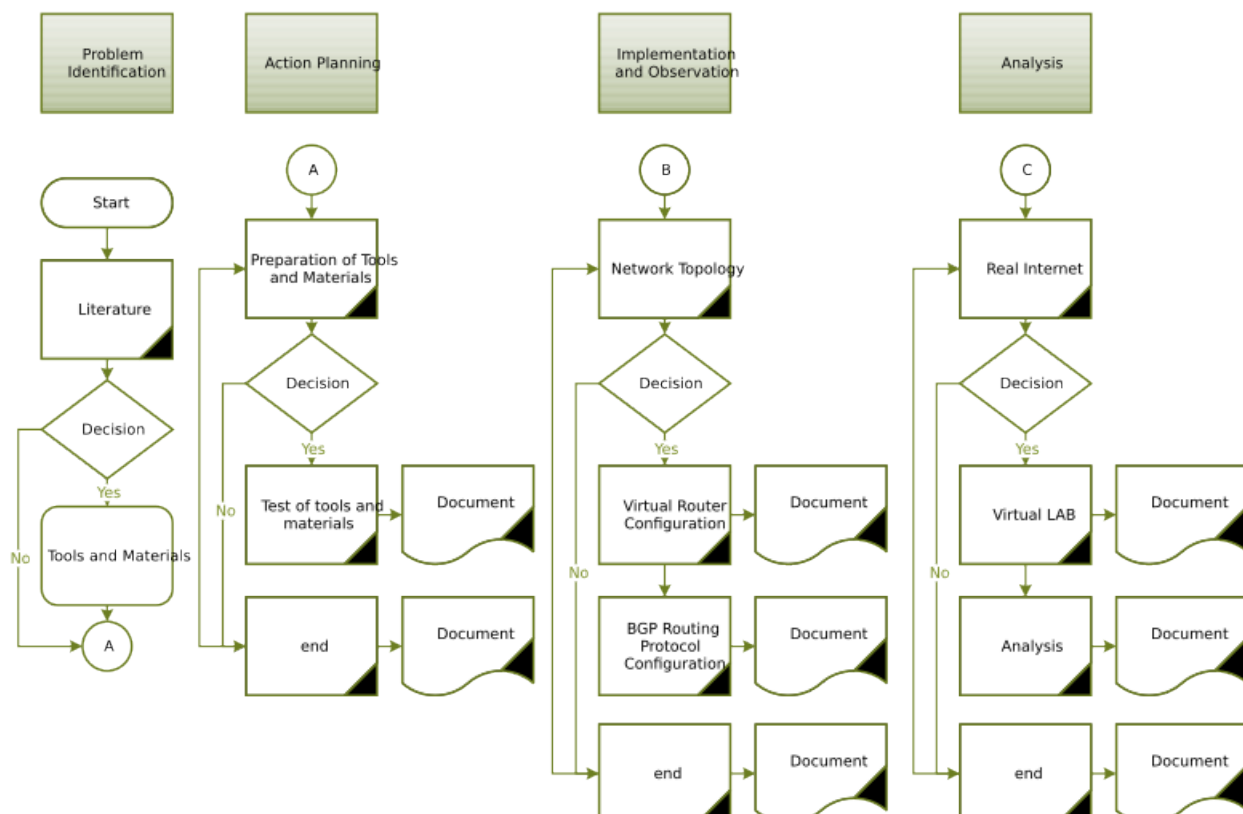 Problem
Identification
Action Planning
Implementation
and Observation
Analysis
Start
Literature
Decision
Yes
No
Tools and Materials
A
A
Preparation of Tools
and Materials
Decision
Yes
No
Test of tools and
materials
Document
end
Document
B
Network Topology
Decision
Yes
No
Virtual Router
Configuration
Document
BGP Routing
Protocol
Configuration
Document
end
Document
C
Real Internet
Decision
Yes
No
Virtual LAB
Document
Analysis
Document
end
Document